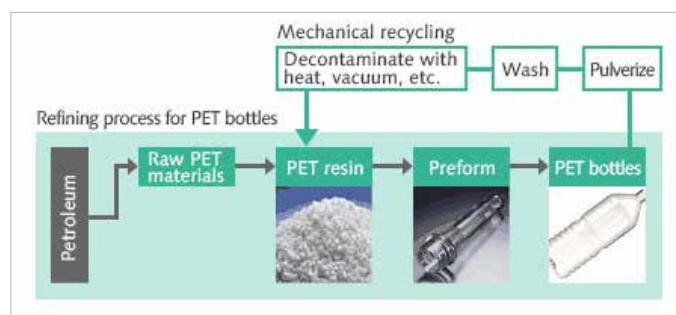 Mechanical recycling
Decontaminate with
heat, vacuum, etc.
Wash
Pulverize
Refining process for PET bottles
Petroleum
Raw PET
materials
PET resin
Preform
PET bottles